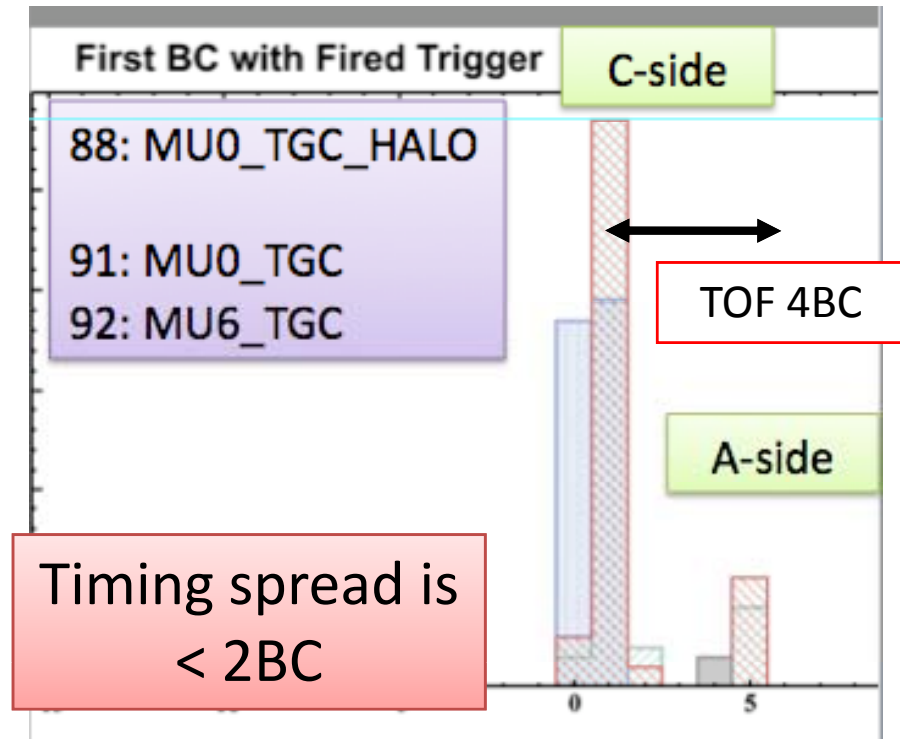 First BC with Fired Trigger
C-side
88: MU0_TGC_HALO
91: MU0_TGC
92: MU6_TGC
TOF 4BC
A-side
Timing spread is
< 2BC
0
5